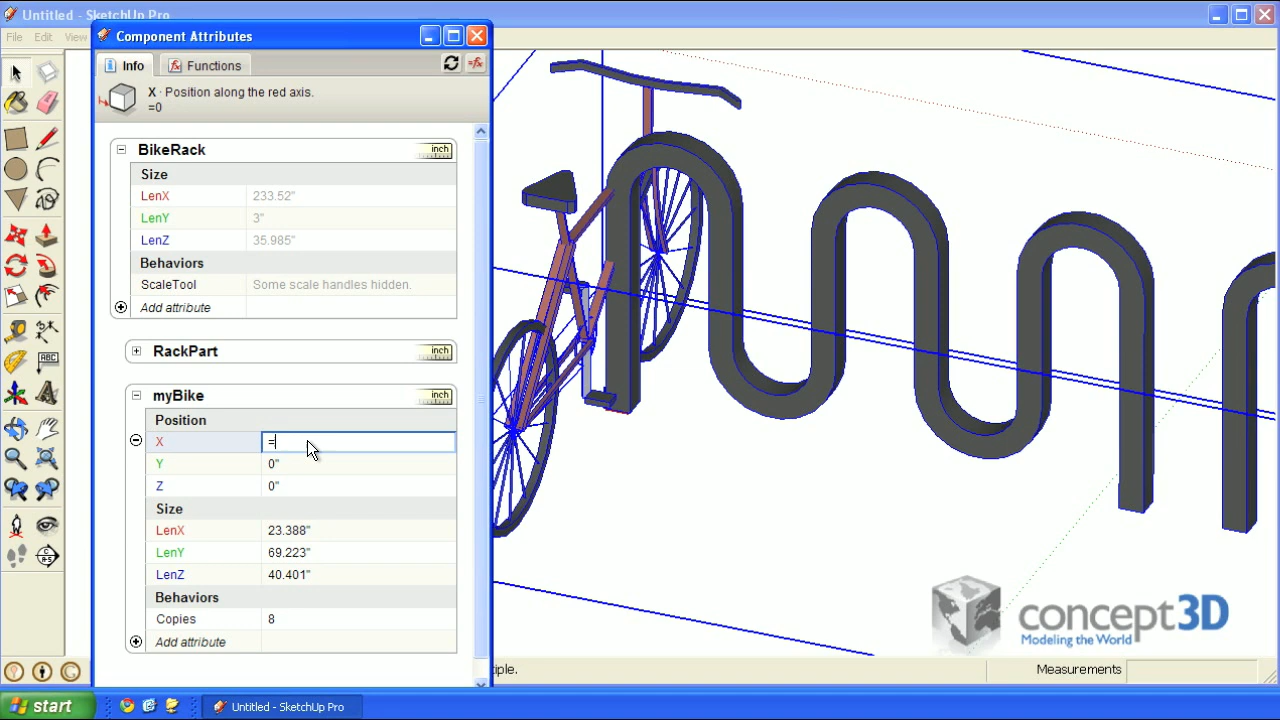 Untitled - SketchUp Pro
File Edit View
Component Attributes
Info Functions
X · Position along the red axis.
=0
BikeRack inch
Size
LenX 233.52"
LenY 3"
LenZ 35.985"
Behaviors
ScaleTool Some scale handles hidden.
Add attribute
RackPart inch
myBike inch
Position
X =
Y 0"
Z 0"
Size
LenX 23.388"
LenY 69.223"
LenZ 40.401"
Behaviors
Copies 8
Add attribute
concept3D
Modeling the World
tiple. Measurements
start Untitled - SketchUp Pro